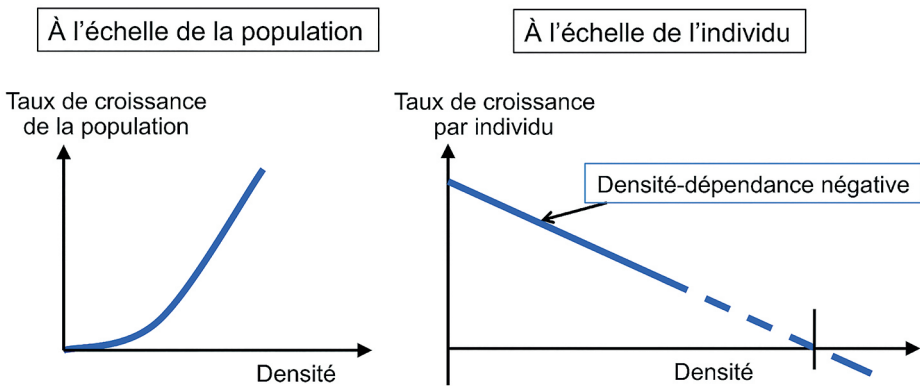 À l'échelle de la population
À l'échelle de l'individu
Taux de croissance
de la population
Densité
Taux de croissance
par individu
Densité-dépendance négative
Densité